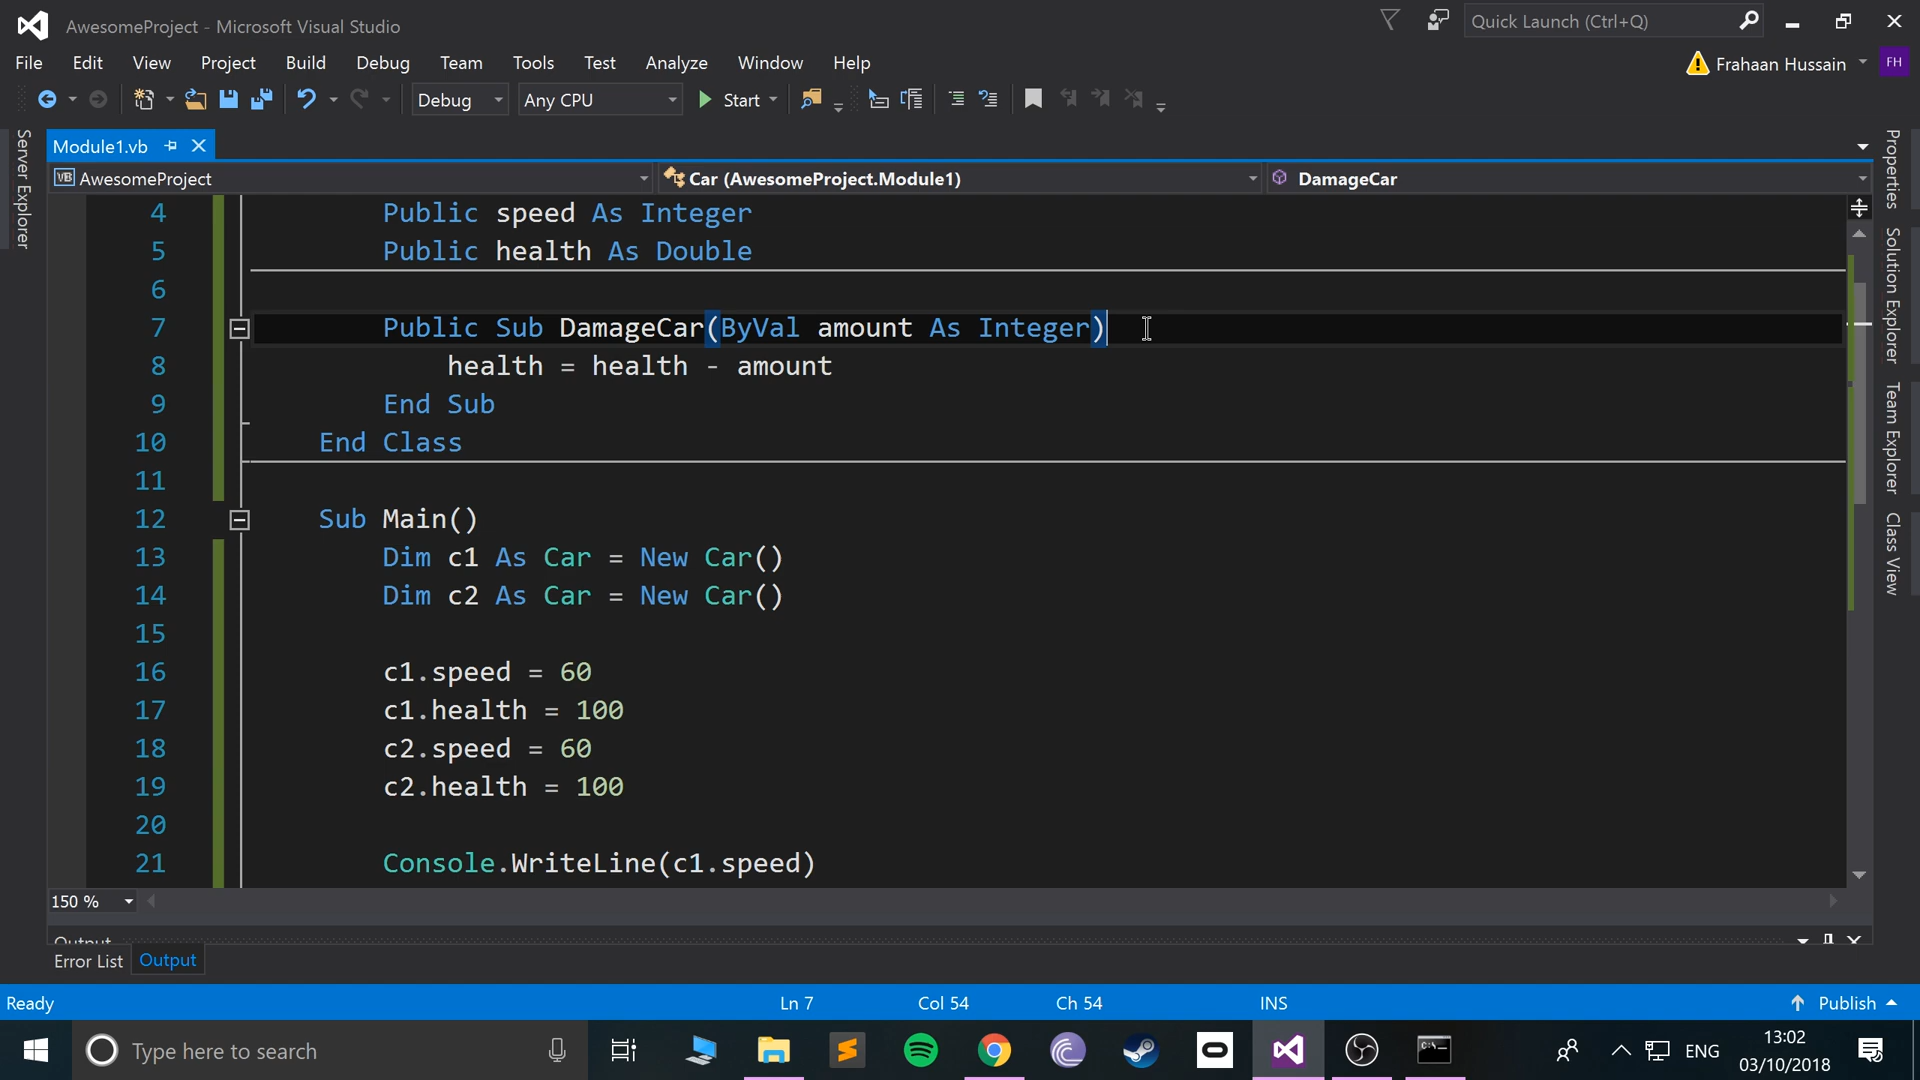 AwesomeProject - Microsoft Visual Studio
Quick Launch (Ctrl+Q)
File Edit View Project Build Debug Team Tools Test Analyze Window Help
Frahaan Hussain FH
Debug Any CPU Start
Server Explorer
Module1.vb
VB AwesomeProject
Car (AwesomeProject.Module1)
DamageCar
4 Public speed As Integer
5 Public health As Double
6
7 Public Sub DamageCar(ByVal amount As Integer)
8 health = health - amount
9 End Sub
10 End Class
11
12 Sub Main()
13 Dim c1 As Car = New Car()
14 Dim c2 As Car = New Car()
15
16 c1.speed = 60
17 c1.health = 100
18 c2.speed = 60
19 c2.health = 100
20
21 Console.WriteLine(c1.speed)
Properties
Solution Explorer
Team Explorer
Class View
150 %
Output
Error List Output
Ready Ln 7 Col 54 Ch 54 INS Publish
Type here to search
C:\_
ENG
13:02
03/10/2018